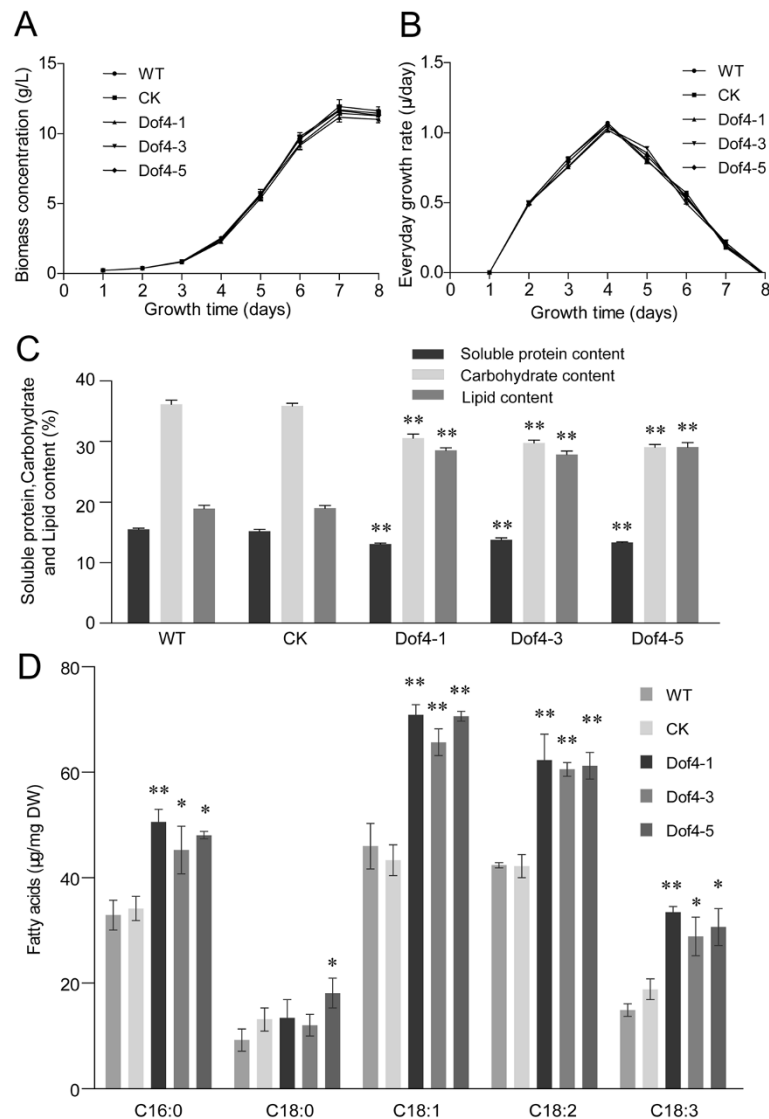 A
Biomass concentration (g/L)
15
10
5
0
WT
CK
Dof4-1
Dof4-3
Dof4-5
0 1 2 3 4 5 6 7 8
Growth time (days)
B
Everyday growth rate (µ/day)
1.5
1.0
0.5
0.0
WT
CK
Dof4-1
Dof4-3
Dof4-5
0 1 2 3 4 5 6 7 8
Growth time (days)
C
Soluble protein content
Carbohydrate content
Lipid content
Soluble protein,Carbohydrate
and Lipid content (%)
40
30
20
10
0
** ** ** **
** **
** ** **
WT CK Dof4-1 Dof4-3 Dof4-5
D
Fatty acids (µg/mg DW)
80
60
40
20
0
WT
CK
Dof4-1
Dof4-3
Dof4-5
** * *
*
** ** **
** ** **
** * *
C16:0 C18:0 C18:1 C18:2 C18:3